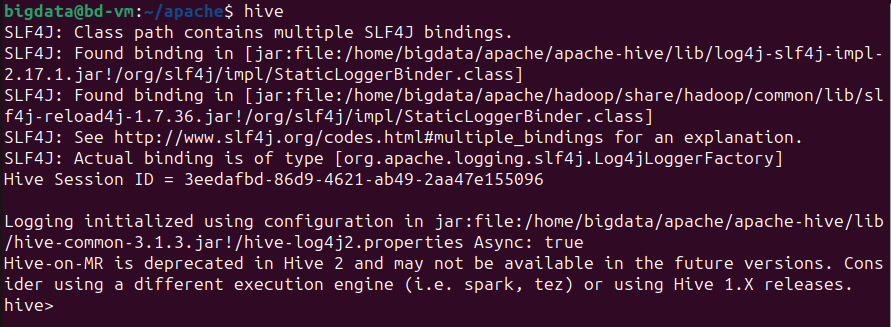 bigdata@bd-vm:~/apache$ hive
SLF4J: Class path contains multiple SLF4J bindings.
SLF4J: Found binding in [jar:file:/home/bigdata/apache/apache-hive/lib/log4j-slf4j-impl-
2.17.1.jar!/org/slf4j/impl/StaticLoggerBinder.class]
SLF4J: Found binding in [jar:file:/home/bigdata/apache/hadoop/share/hadoop/common/lib/sl
f4j-reload4j-1.7.36.jar!/org/slf4j/impl/StaticLoggerBinder.class]
SLF4J: See http://www.slf4j.org/codes.html#multiple_bindings for an explanation.
SLF4J: Actual binding is of type [org.apache.logging.slf4j.Log4jLoggerFactory]
Hive Session ID = 3eedafbd-86d9-4621-ab49-2aa47e155096
Logging initialized using configuration in jar:file:/home/bigdata/apache/apache-hive/lib
/hive-common-3.1.3.jar!/hive-log4j2.properties Async: true
Hive-on-MR is deprecated in Hive 2 and may not be available in the future versions. Cons
ider using a different execution engine (i.e. spark, tez) or using Hive 1.X releases.
hive>